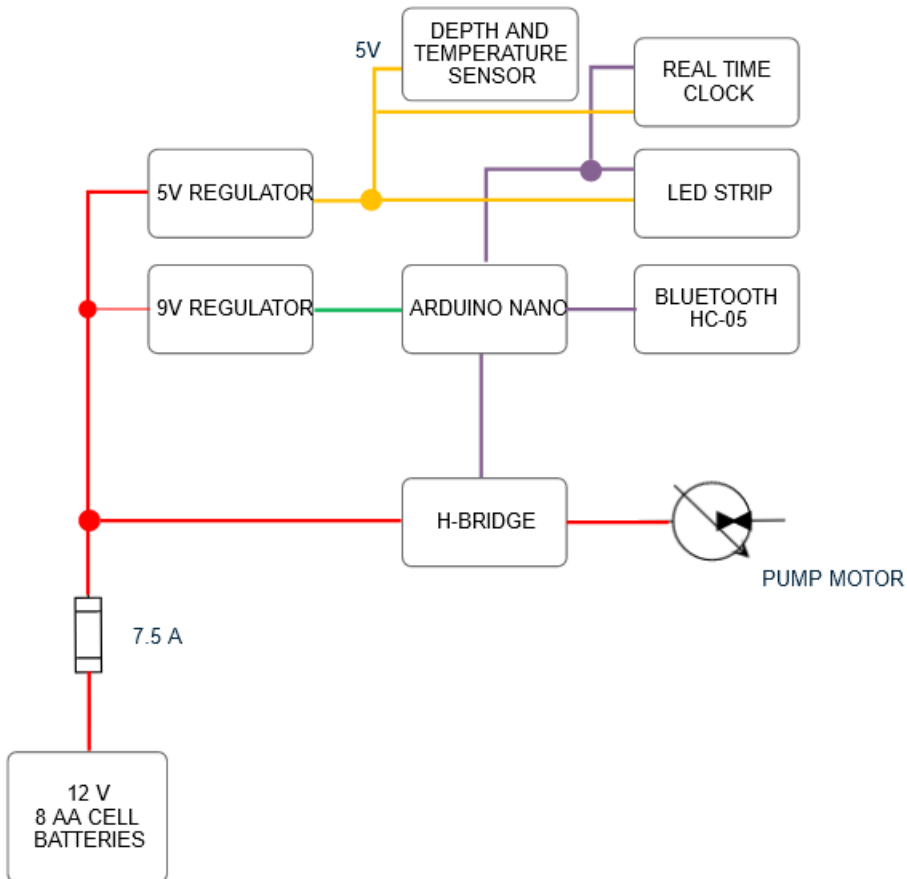 DEPTH AND
TEMPERATURE
SENSOR
5V
REAL TIME
CLOCK
5V REGULATOR
LED STRIP
9V REGULATOR
ARDUINO NANO
BLUETOOTH
HC-05
H-BRIDGE
PUMP MOTOR
7.5 A
12 V
8 AA CELL
BATTERIES